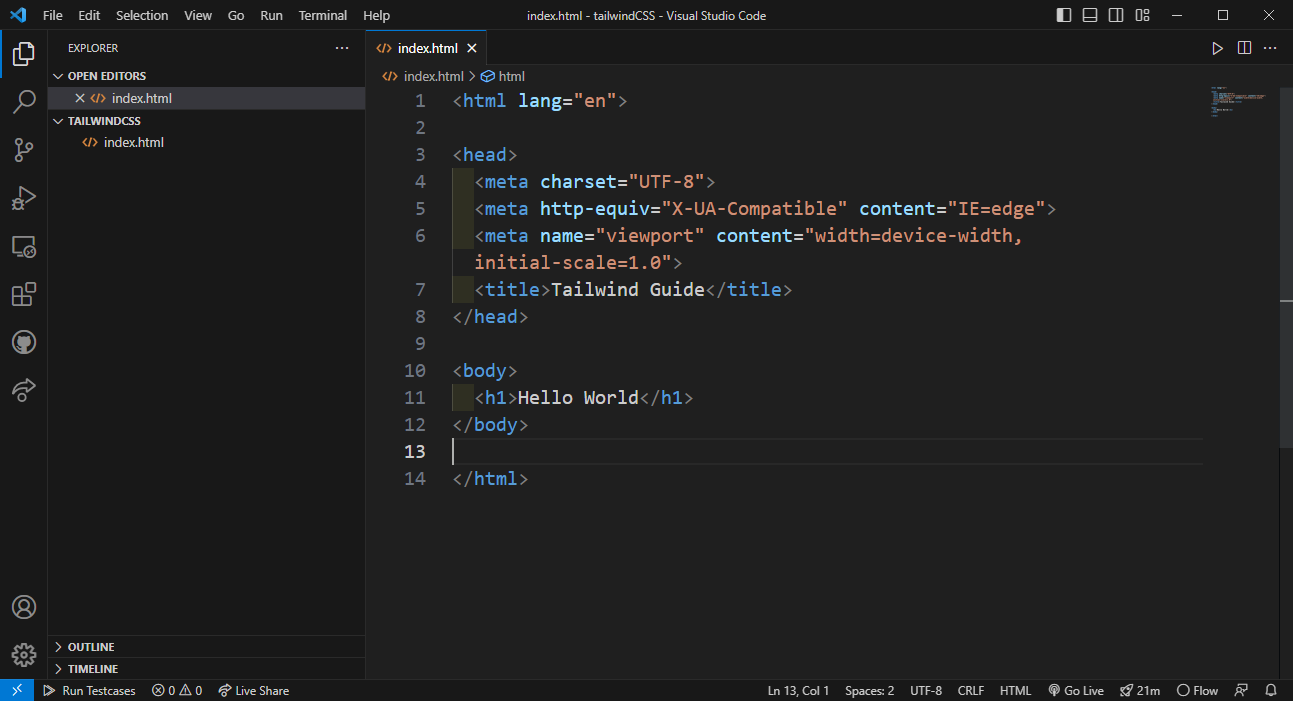 File Edit Selection View Go Run Terminal Help
index.html - tailwindCSS - Visual Studio Code
EXPLORER
OPEN EDITORS
index.html
TAILWINDCSS
index.html
OUTLINE
TIMELINE
index.html
index.html > html
1 <html lang="en">
2
3 <head>
4 <meta charset="UTF-8">
5 <meta http-equiv="X-UA-Compatible" content="IE=edge">
6 <meta name="viewport" content="width=device-width,
initial-scale=1.0">
7 <title>Tailwind Guide</title>
8 </head>
9
10 <body>
11 <h1>Hello World</h1>
12 </body>
13
14 </html>
Run Testcases 0 0 Live Share Ln 13, Col 1 Spaces: 2 UTF-8 CRLF HTML Go Live 21m Flow